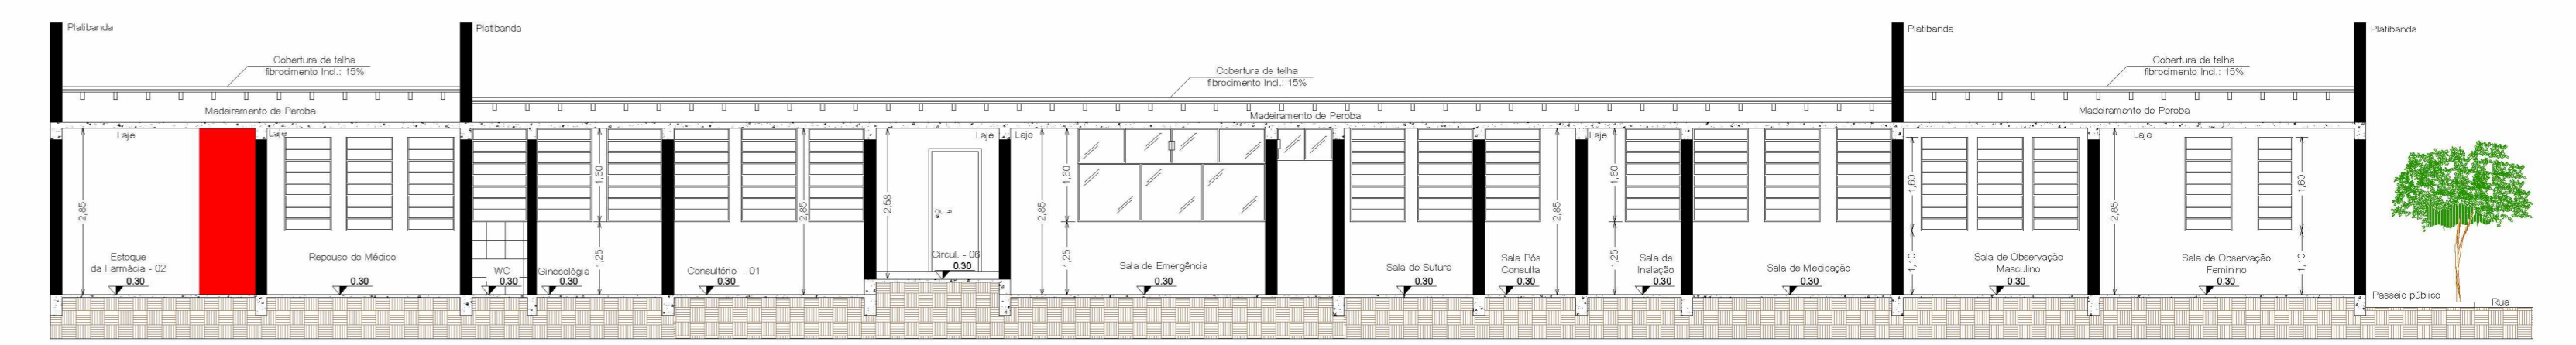 Platibanda
Platibanda
Platibanda
Platibanda
Cobertura de telha
fibrocimento Incl.: 15%
Cobertura de telha
fibrocimento Incl.: 15%
Cobertura de telha
fibrocimento Incl.: 15%
Madeiramento de Peroba
Madeiramento de Peroba
Madeiramento de Peroba
Laje
Laje
Laje
Laje
Laje
Laje
2,85
Estoque
da Farmácia - 02
0.30
Repouso do Médico
0.30
WC
0.30
Ginecológia
0.30
1,60
1,25
Consultório - 01
0.30
2,85
2,58
Circul. - 06
0.30
2,85
1,60
1,25
Sala de Emergência
0.30
Sala de Sutura
0.30
Sala Pós
Consulta
0.30
2,85
1,60
1,25
Sala de
Inalação
0.30
Sala de Medicação
0.30
1,60
1,10
Sala de Observação
Masculino
0.30
2,85
Sala de Observação
Feminino
0.30
1,60
1,10
Passeio público
Rua